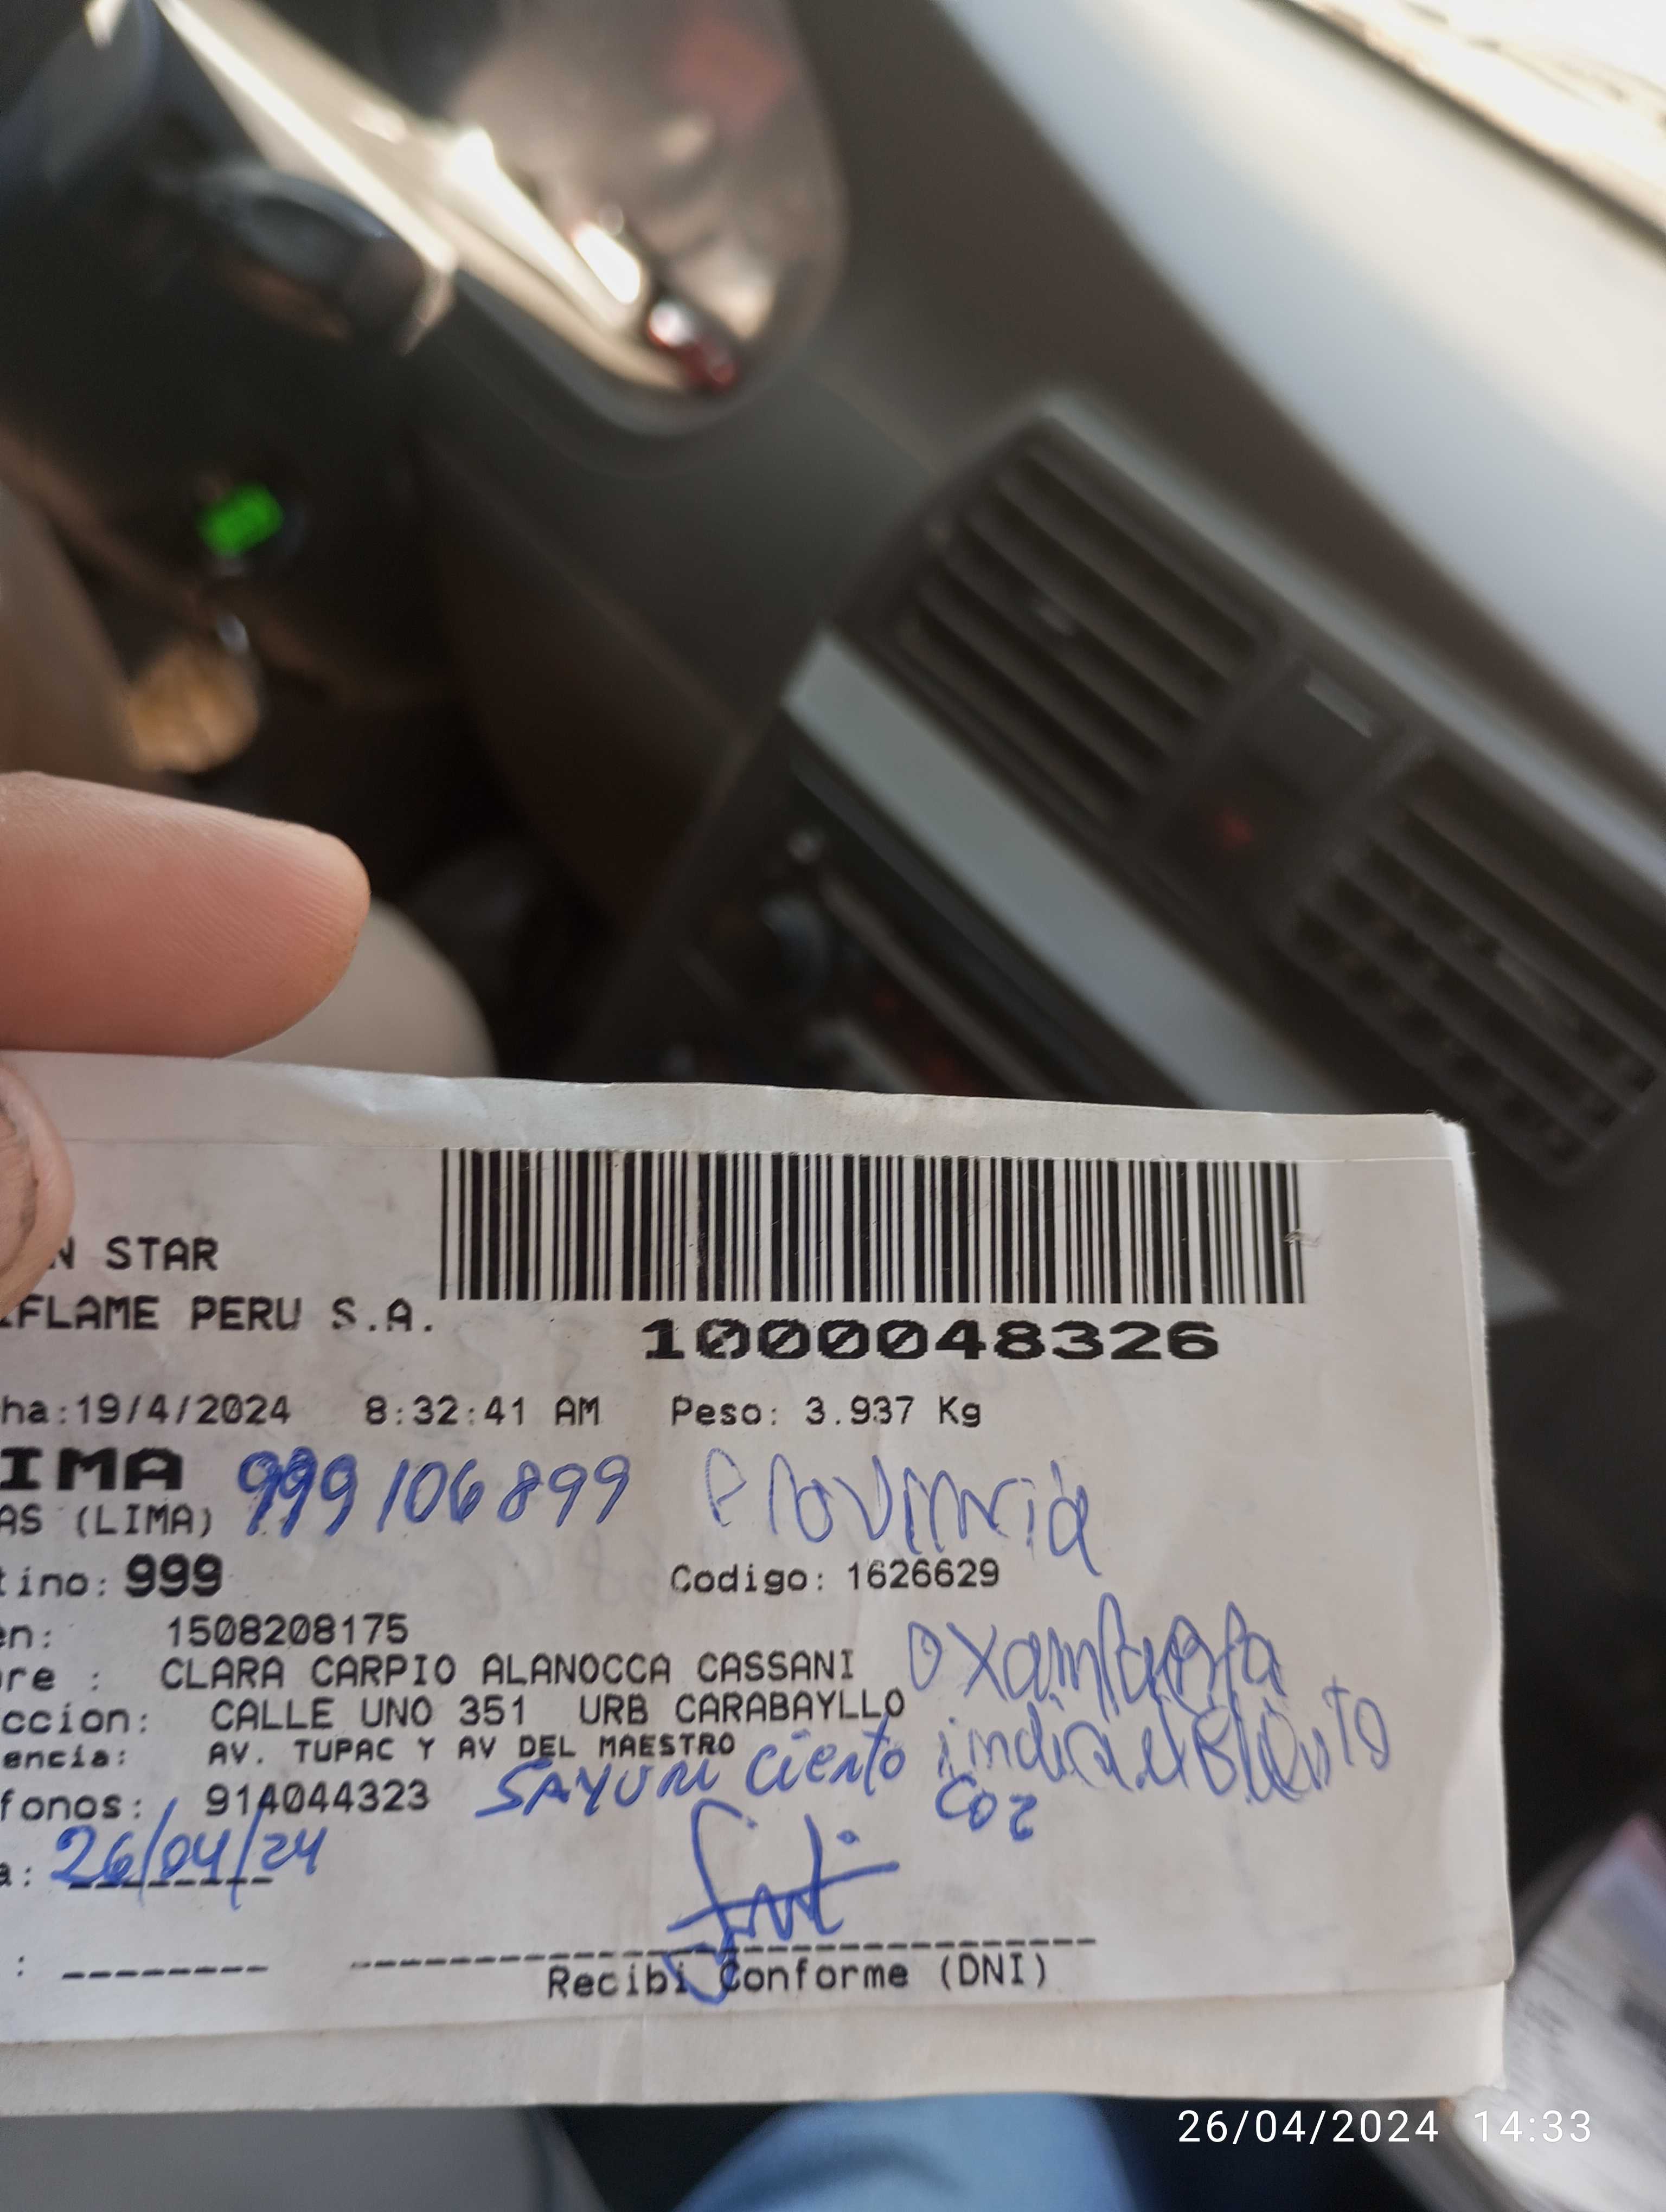 N STAR
FLAME PERU S.A.
1000048326
ha:19/4/2024 8:32:41 AM Peso: 3.937 Kg
IMA
999106899 Provincia
AS (LIMA)
tino: 999 Codigo: 1626629
en: 1508208175
re : CLARA CARPIO ALANOCCA CASSANI
ccion: CALLE UNO 351 URB CARABAYLLO
encia: AV. TUPAC Y AV DEL MAESTRO
SAYURI Ciento
fonos: 914044323
a: 26/04/24
: 
Recibi Conforme (DNI)
26/04/2024 14:33